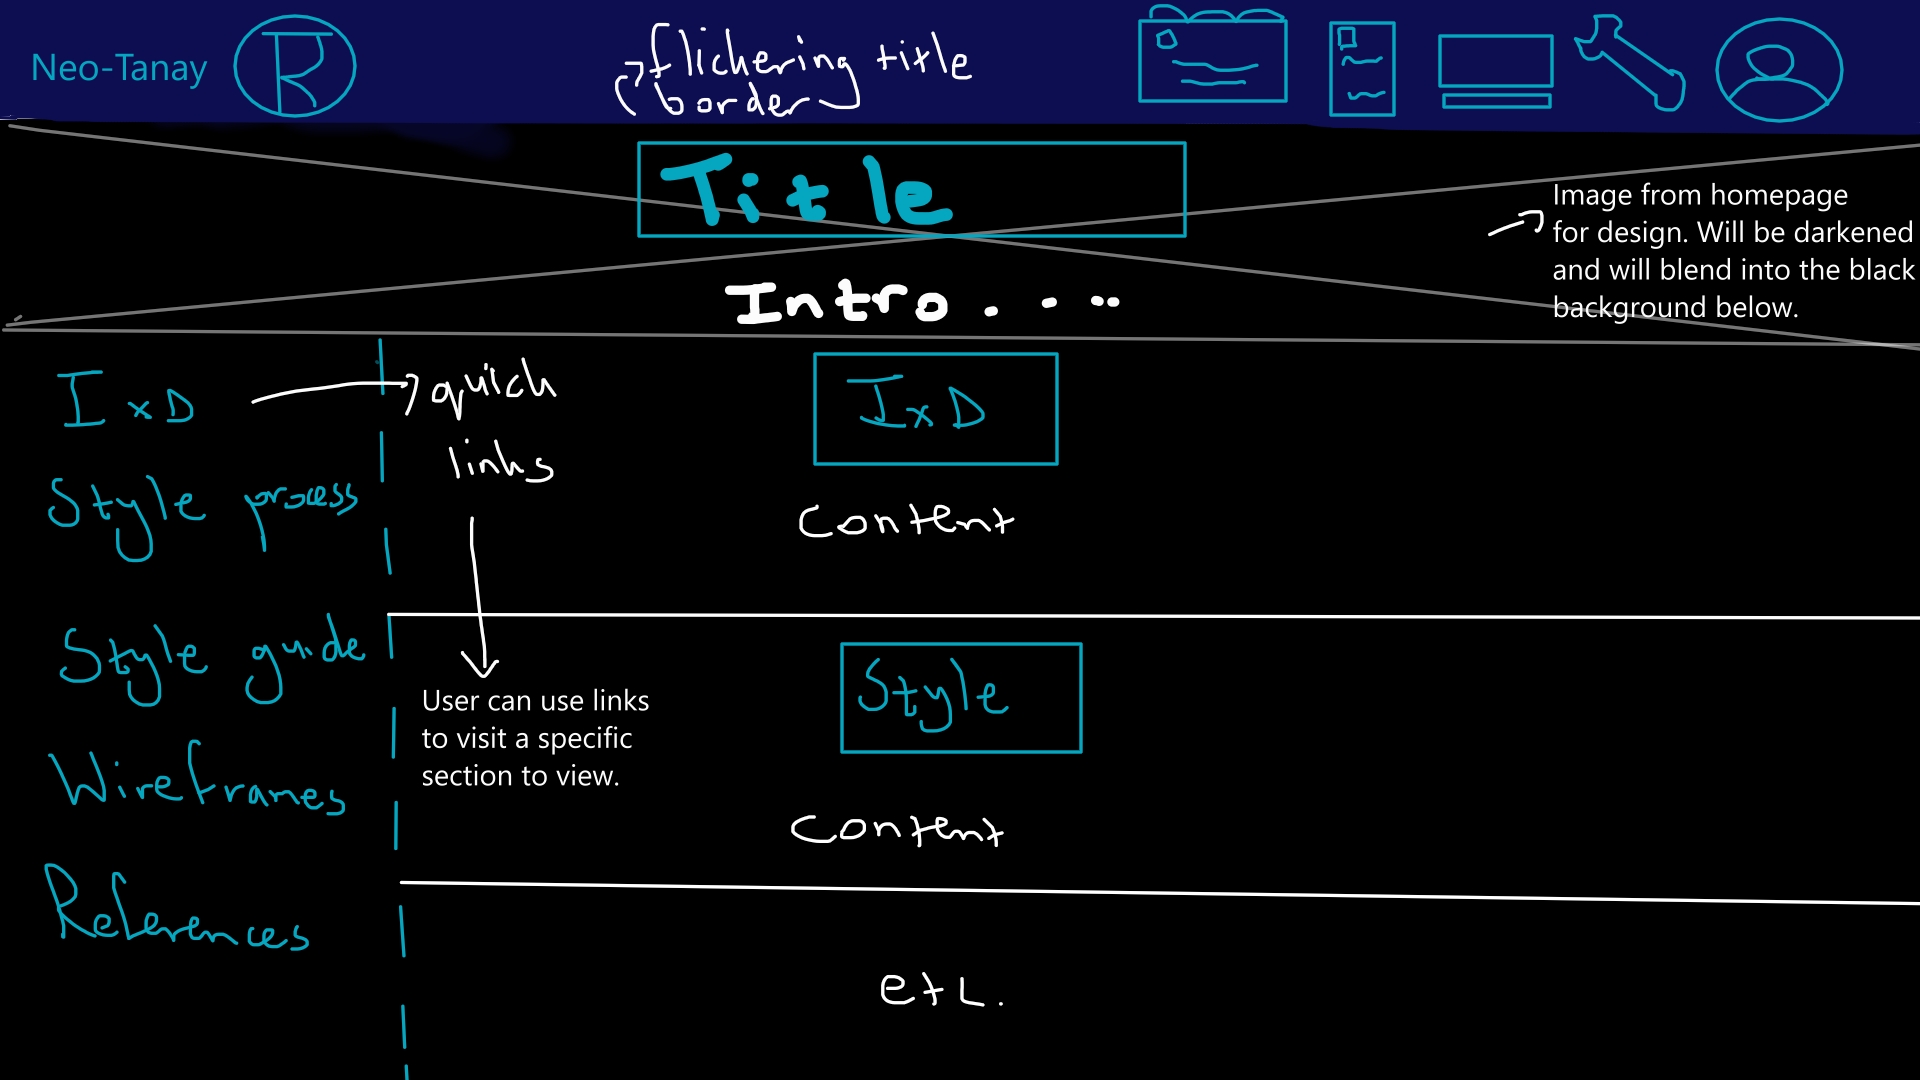 Neo-Tanay
flickering title
border
Title
Image from homepage
for design. Will be darkened
and will blend into the black
background below.
Intro . . . .
IxD
quick
links
IxD
Style process
Content
Style guide
Style
User can use links
to visit a specific
section to view.
Wireframes
Content
References
etc.